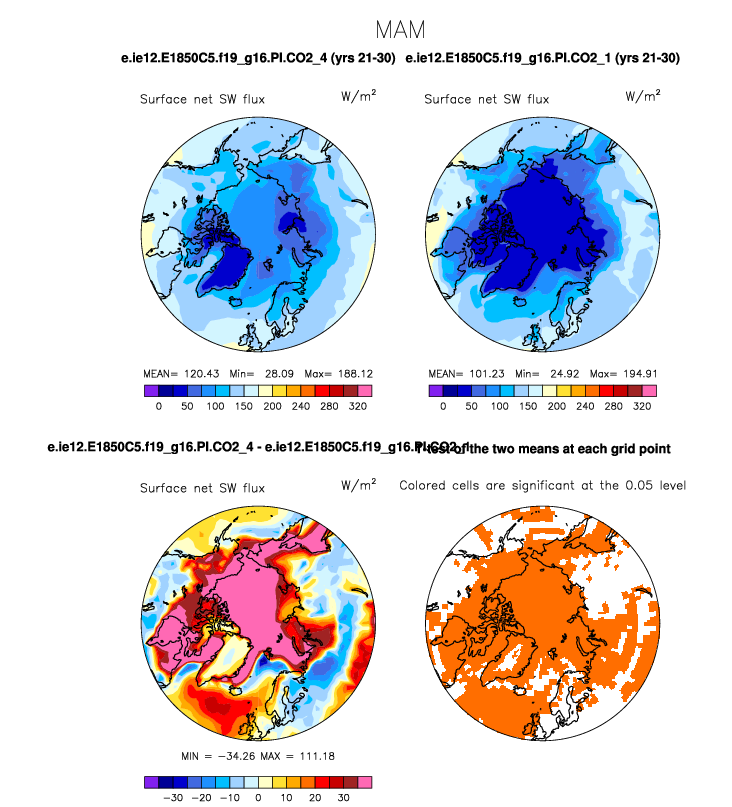 MAM
e.ie12.E1850C5.f19_g16.PI.CO2_4 (yrs 21-30) e.ie12.E1850C5.f19_g16.PI.CO2_1 (yrs 21-30)
Surface net SW flux W/m²
Surface net SW flux W/m²
MEAN= 120.43 Min= 28.09 Max= 188.12
0 50 100 150 200 240 280 320
MEAN= 101.23 Min= 24.92 Max= 194.91
0 50 100 150 200 240 280 320
e.ie12.E1850C5.f19_g16.PI.CO2_4 - e.ie12.E1850C5.f19_g16.PI.CO2_1
T-test of the two means at each grid point
Surface net SW flux W/m²
Colored cells are significant at the 0.05 level
MIN = -34.26 MAX = 111.18
-30 -20 -10 0 10 20 30